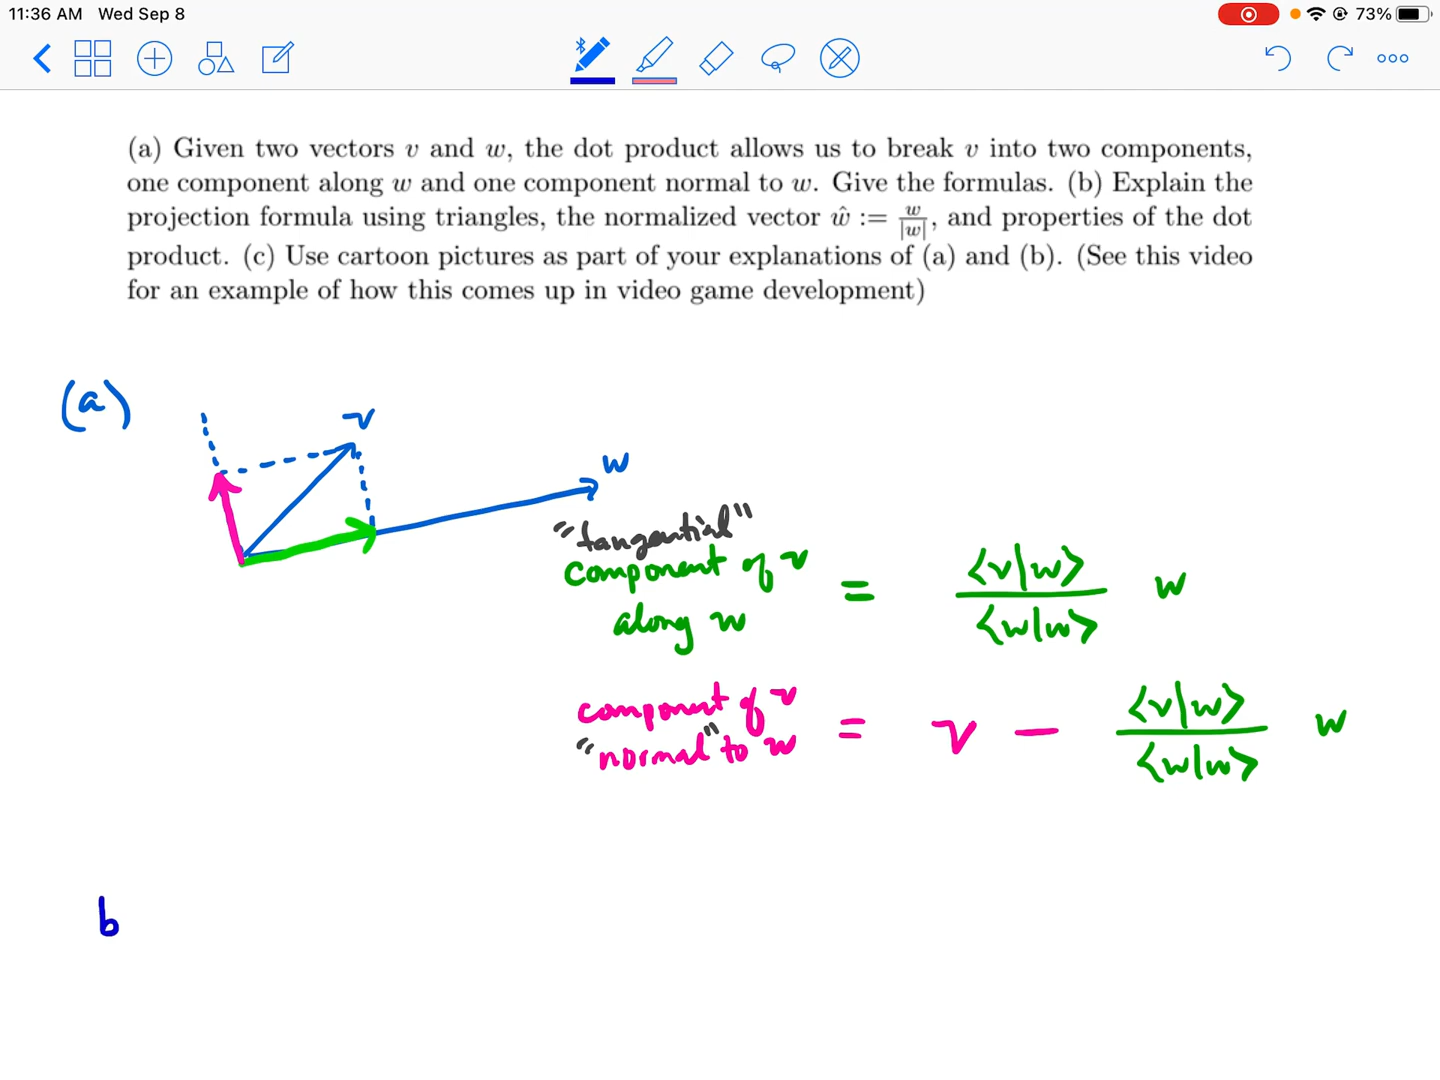 11:36 AM Wed Sep 8
73%
(a) Given two vectors v and w, the dot product allows us to break v into two components,
one component along w and one component normal to w. Give the formulas. (b) Explain the
projection formula using triangles, the normalized vector ŵ := w/|w|, and properties of the dot
product. (c) Use cartoon pictures as part of your explanations of (a) and (b). (See this video
for an example of how this comes up in video game development)
(a)
v
w
"tangential"
component of v
along w
= <v|w>/<w|w> w
component of v
"normal" to w
= v - <v|w>/<w|w> w
b